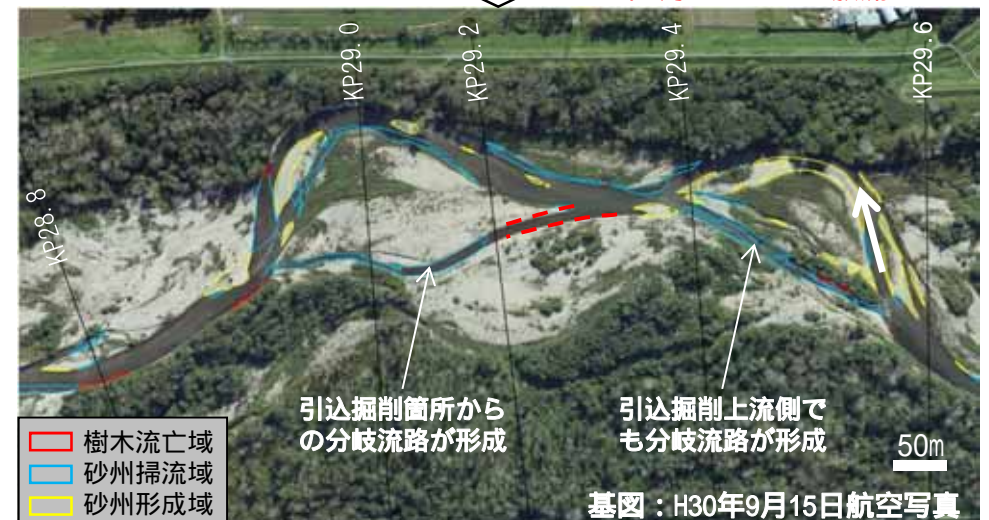 KP28.8
KP29.0
KP29.2
KP29.4
KP29.6
引込掘削箇所から
の分岐流路が形成
引込掘削上流側で
も分岐流路が形成
50m
樹木流亡域
砂州掃流域
砂州形成域
基図：H30年9月15日航空写真